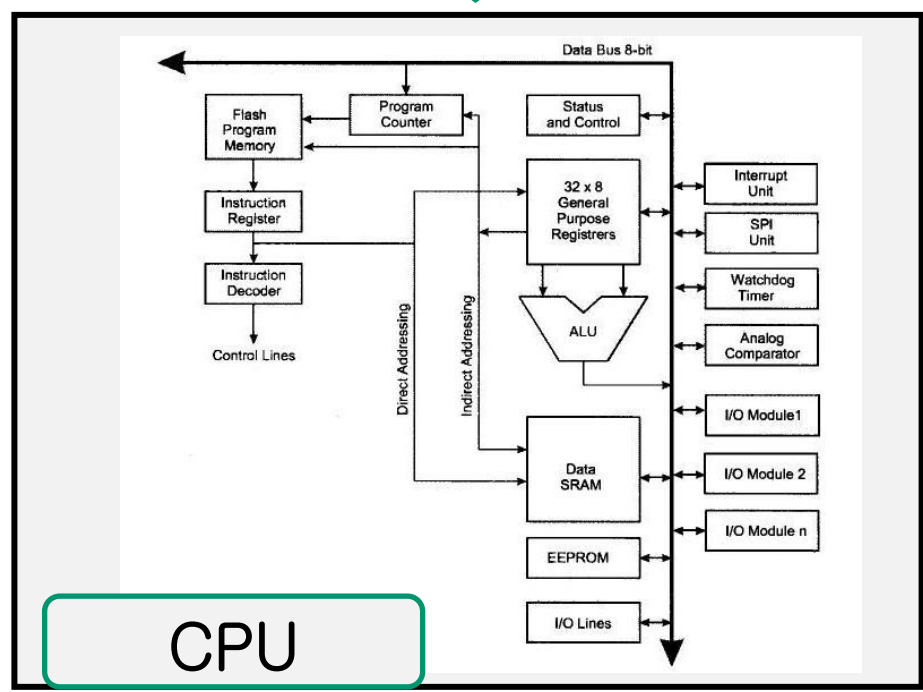 Data Bus 8-bit
Program
Counter
Flash
Program
Memory
Status
and Control
Instruction
Register
32 x 8
General
Purpose
Registrers
Interrupt
Unit
SPI
Unit
Instruction
Decoder
Watchdog
Timer
Control Lines
Direct Addressing
Indirect Addressing
ALU
Analog
Comparator
I/O Module1
Data
SRAM
I/O Module 2
I/O Module n
EEPROM
I/O Lines
CPU